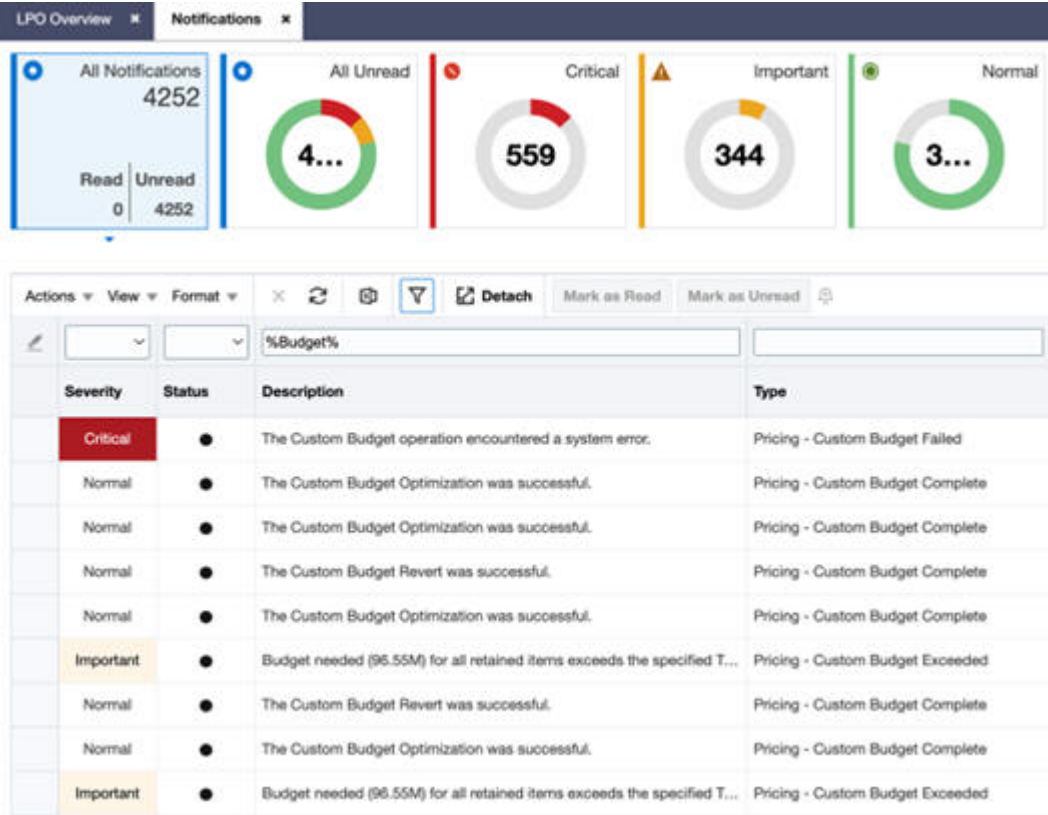 LPO Overview Notifications
All Notifications All Unread Critical Important Normal
4252
4... 559 344 3...
Read Unread
0 4252
Actions View Format Detach Mark as Read Mark as Unread
%Budget%
Severity Status Description Type
Critical The Custom Budget operation encountered a system error. Pricing - Custom Budget Failed
Normal The Custom Budget Optimization was successful. Pricing - Custom Budget Complete
Normal The Custom Budget Optimization was successful. Pricing - Custom Budget Complete
Normal The Custom Budget Revert was successful. Pricing - Custom Budget Complete
Normal The Custom Budget Optimization was successful. Pricing - Custom Budget Complete
Important Budget needed (96.55M) for all retained items exceeds the specified T... Pricing - Custom Budget Exceeded
Normal The Custom Budget Revert was successful. Pricing - Custom Budget Complete
Normal The Custom Budget Optimization was successful. Pricing - Custom Budget Complete
Important Budget needed (96.55M) for all retained items exceeds the specified T... Pricing - Custom Budget Exceeded